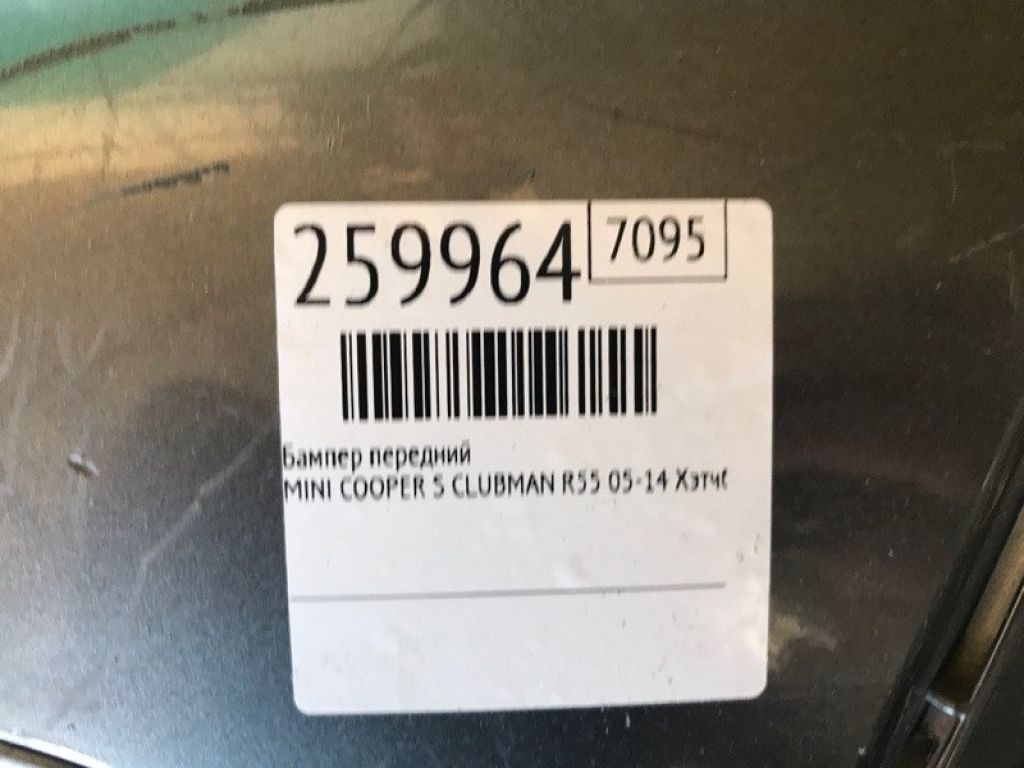 259964 7095
Бампер передний
MINI COOPER S CLUBMAN R55 05-14